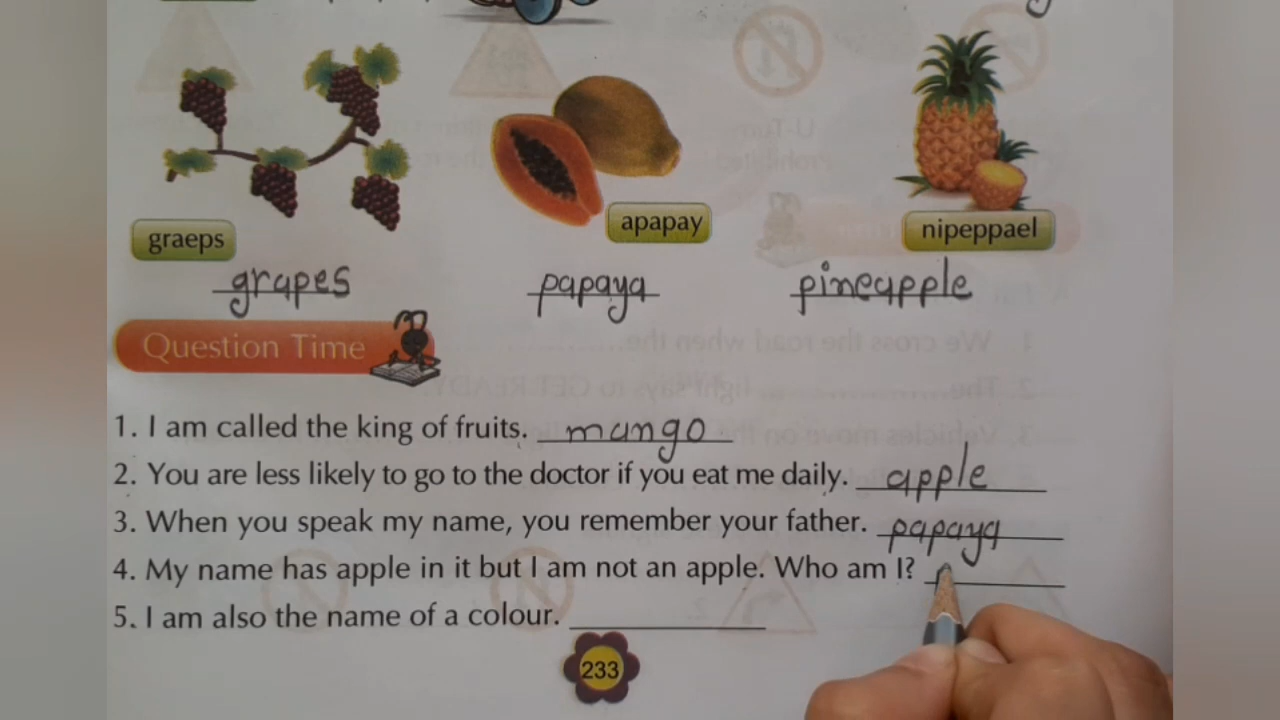 graeps
apapay
nipeppael
grapes
papaya
pineapple
Question Time
1. I am called the king of fruits. mango
2. You are less likely to go to the doctor if you eat me daily. apple
3. When you speak my name, you remember your father. papaya
4. My name has apple in it but I am not an apple. Who am I?
5. I am also the name of a colour.
233